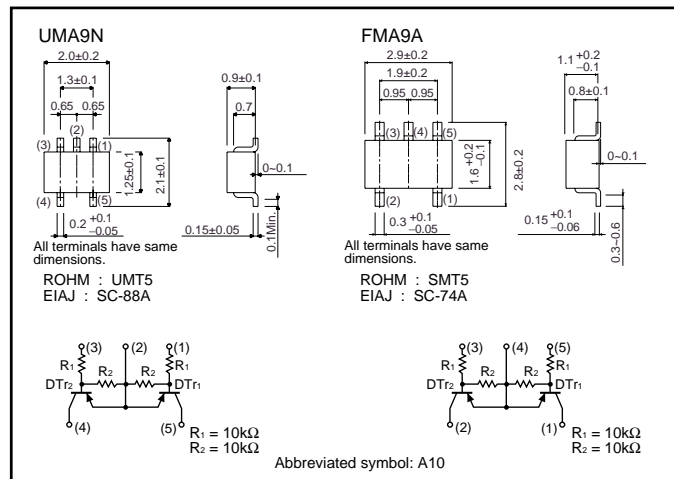 UMA9N
2.0±0.2
1.3±0.1
0.65 0.65
(2)
(3) (1)
(4) (5)
1.25±0.1
2.1±0.1
0.2 +0.1 −0.05
All terminals have same
dimensions.
0.9±0.1
0.7
0~0.1
0.15±0.05
0.1Min.
ROHM : UMT5
EIAJ : SC-88A
FMA9A
2.9±0.2
1.9±0.2
0.95 0.95
(3) (4) (5)
(2) (1)
1.6 +0.2 −0.1
2.8±0.2
0.3 +0.1 −0.05
All terminals have same
dimensions.
1.1 +0.2 −0.1
0.8±0.1
0~0.1
0.15 +0.1 −0.06
0.3~0.6
ROHM : SMT5
EIAJ : SC-74A
(3) (2) (1)
R1 R1
R2 R2
DTr2 DTr1
(4) (5)
R1 = 10kΩ
R2 = 10kΩ
(3) (4) (5)
R1 R1
R2 R2
DTr2 DTr1
(2) (1)
R1 = 10kΩ
R2 = 10kΩ
Abbreviated symbol: A10